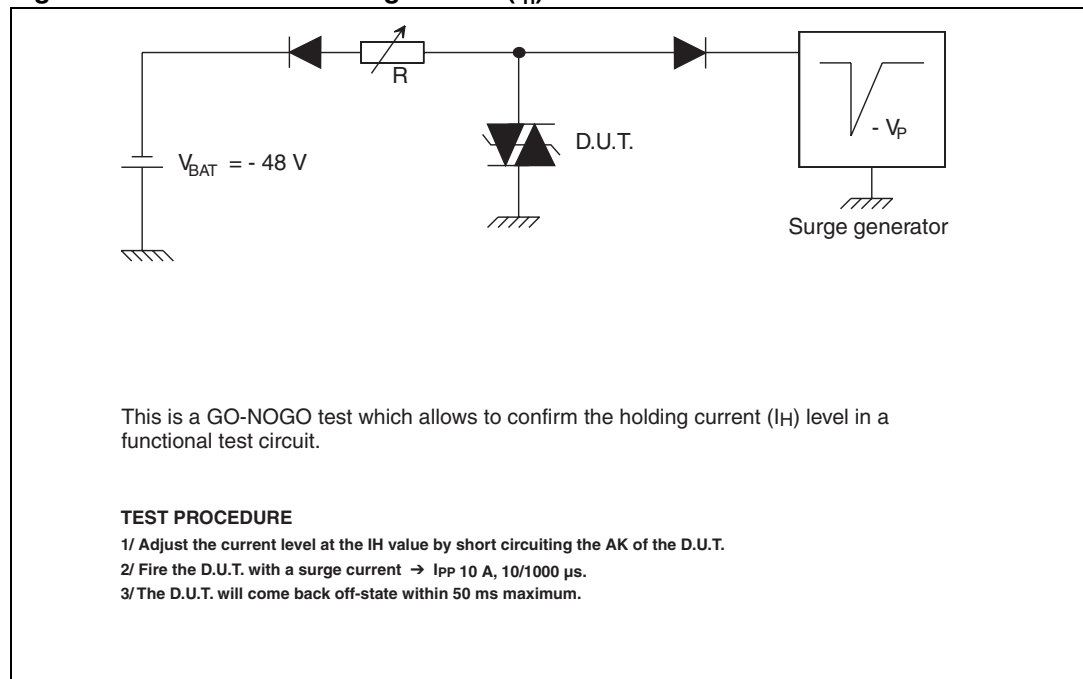 R
D.U.T.
- VP
VBAT = - 48 V
Surge generator
This is a GO-NOGO test which allows to confirm the holding current (IH) level in a
functional test circuit.
TEST PROCEDURE
1/ Adjust the current level at the IH value by short circuiting the AK of the D.U.T.
2/ Fire the D.U.T. with a surge current → IPP 10 A, 10/1000 µs.
3/ The D.U.T. will come back off-state within 50 ms maximum.